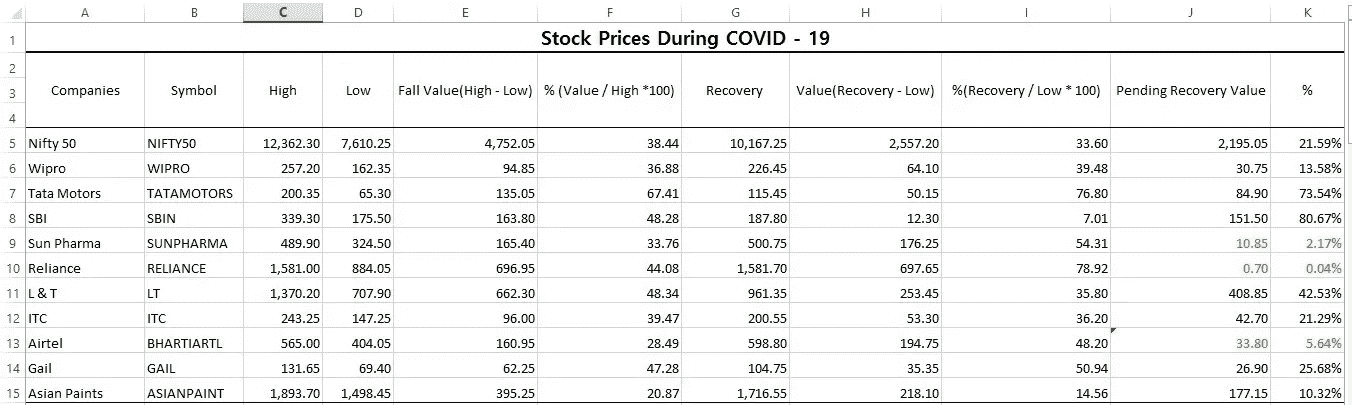 A B C D E F G H I J K
1 Stock Prices During COVID - 19
2
3 Companies Symbol High Low Fall Value(High - Low) % (Value / High *100) Recovery Value(Recovery - Low) %(Recovery / Low * 100) Pending Recovery Value %
4
5 Nifty 50 NIFTY50 12,362.30 7,610.25 4,752.05 38.44 10,167.25 2,557.20 33.60 2,195.05 21.59%
6 Wipro WIPRO 257.20 162.35 94.85 36.88 226.45 64.10 39.48 30.75 13.58%
7 Tata Motors TATAMOTORS 200.35 65.30 135.05 67.41 115.45 50.15 76.80 84.90 73.54%
8 SBI SBIN 339.30 175.50 163.80 48.28 187.80 12.30 7.01 151.50 80.67%
9 Sun Pharma SUNPHARMA 489.90 324.50 165.40 33.76 500.75 176.25 54.31 10.85 2.17%
10 Reliance RELIANCE 1,581.00 884.05 696.95 44.08 1,581.70 697.65 78.92 0.70 0.04%
11 L & T LT 1,370.20 707.90 662.30 48.34 961.35 253.45 35.80 408.85 42.53%
12 ITC ITC 243.25 147.25 96.00 39.47 200.55 53.30 36.20 42.70 21.29%
13 Airtel BHARTIARTL 565.00 404.05 160.95 28.49 598.80 194.75 48.20 33.80 5.64%
14 Gail GAIL 131.65 69.40 62.25 47.28 104.75 35.35 50.94 26.90 25.68%
15 Asian Paints ASIANPAINT 1,893.70 1,498.45 395.25 20.87 1,716.55 218.10 14.56 177.15 10.32%